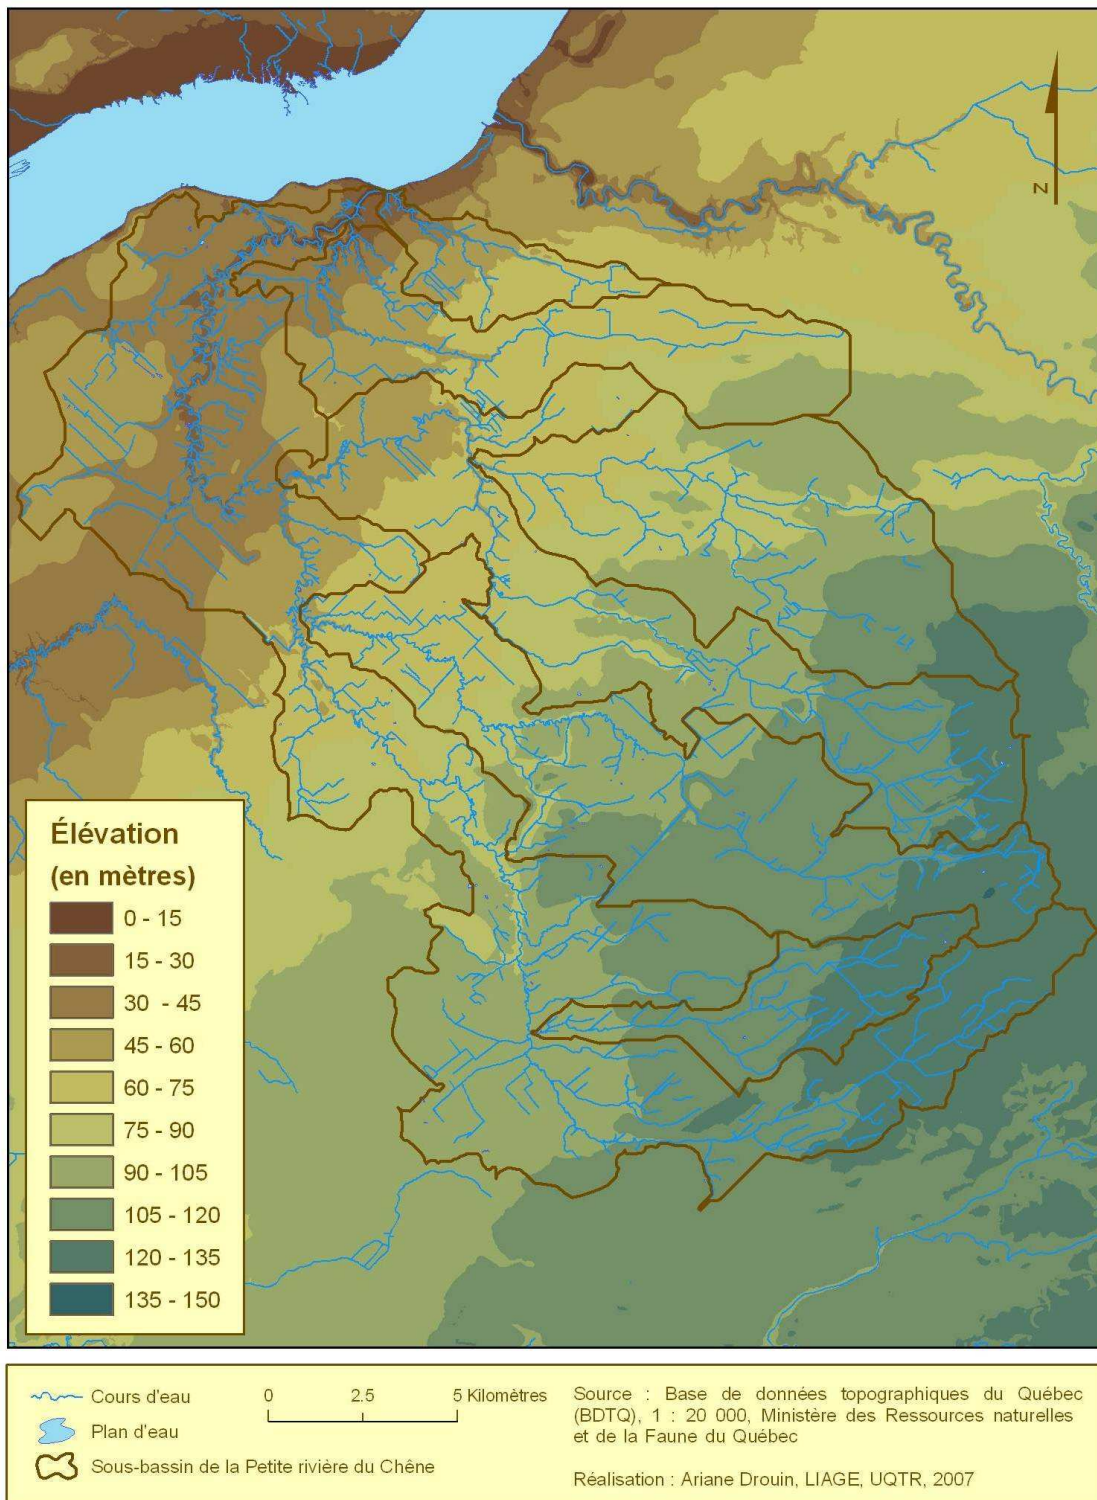 N
Élévation
(en mètres)
0 - 15
15 - 30
30 - 45
45 - 60
60 - 75
75 - 90
90 - 105
105 - 120
120 - 135
135 - 150
Cours d'eau
Plan d'eau
Sous-bassin de la Petite rivière du Chêne
0 2.5 5 Kilomètres
Source : Base de données topographiques du Québec
(BDTQ), 1 : 20 000, Ministère des Ressources naturelles
et de la Faune du Québec
Réalisation : Ariane Drouin, LIAGE, UQTR, 2007